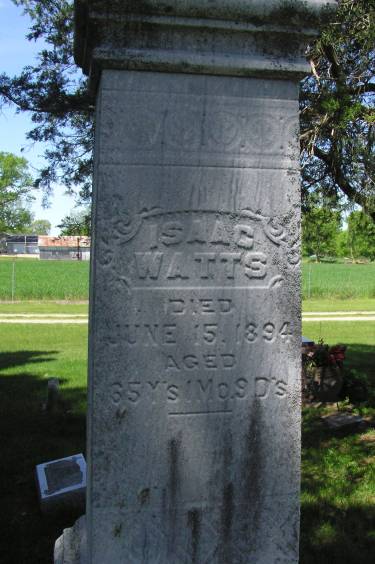 ISAAC
WATTS
DIED
JUNE 15, 1894
AGED
65 Y's 1 Mo. 9 D's